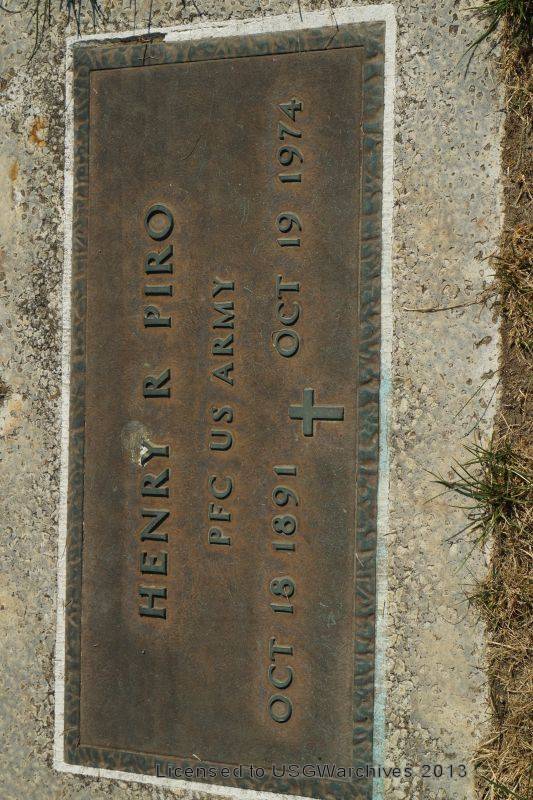 HENRY R PIRO
PFC US ARMY
OCT 18 1891 OCT 19 1974
Licensed to USGWarchives 2013